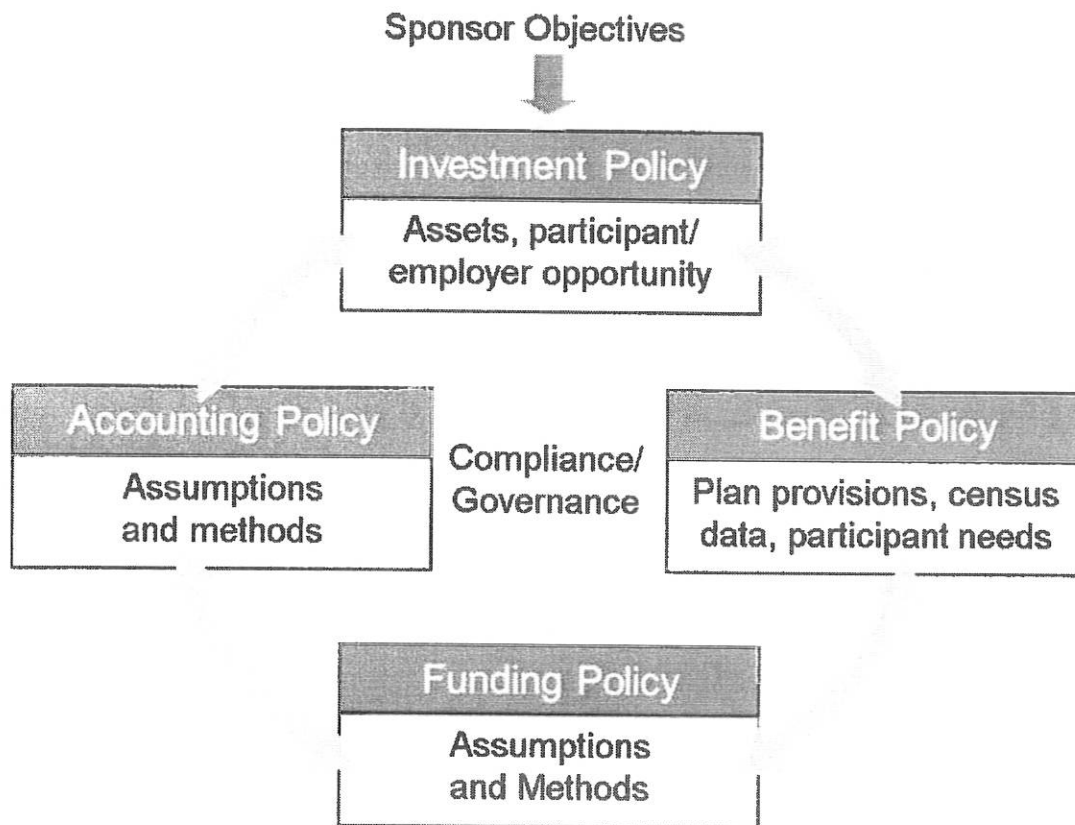 Sponsor Objectives
Investment Policy
Assets, participant/
employer opportunity
Accounting Policy
Assumptions
and methods
Compliance/
Governance
Benefit Policy
Plan provisions, census
data, participant needs
Funding Policy
Assumptions
and Methods